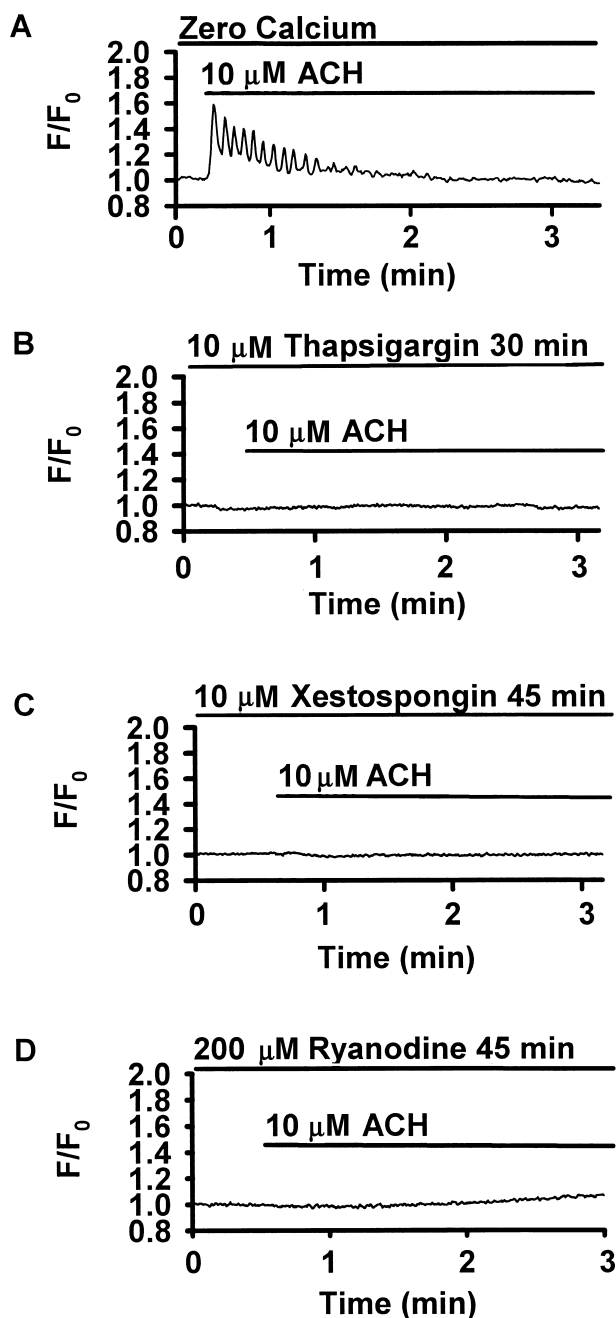 A
Zero Calcium
10 µM ACH
F/F0
2.0
1.8
1.6
1.4
1.2
1.0
0.8
0 1 2 3
Time (min)
B
10 µM Thapsigargin 30 min
10 µM ACH
F/F0
2.0
1.8
1.6
1.4
1.2
1.0
0.8
0 1 2 3
Time (min)
C
10 µM Xestospongin 45 min
10 µM ACH
F/F0
2.0
1.8
1.6
1.4
1.2
1.0
0.8
0 1 2 3
Time (min)
D
200 µM Ryanodine 45 min
10 µM ACH
F/F0
2.0
1.8
1.6
1.4
1.2
1.0
0.8
0 1 2 3
Time (min)